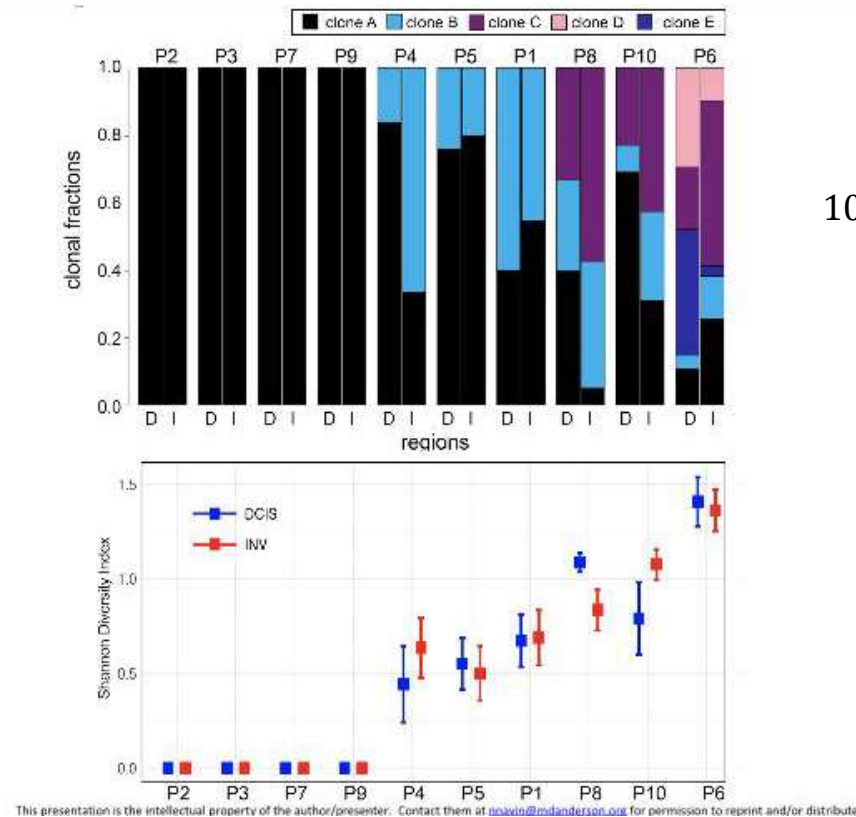 clone A clone B clone C clone D clone E
P2 P3 P7 P9 P4 P5 P1 P8 P10 P6
1.0
0.8
0.6
0.4
0.2
0.0
clonal fractions
10
D I D I D I D I D I D I D I D I D I D I
regions
1.5
1.0
0.5
0.0
Shannon Diversity Index
DCIS
INV
P2 P3 P7 P9 P4 P5 P1 P8 P10 P6
This presentation is the intellectual property of the author/presenter. Contact them at nnavin@mdanderson.org for permission to reprint and/or distribute